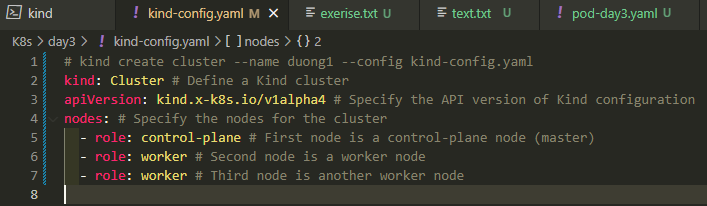 kind kind-config.yaml M exerise.txt U text.txt U pod-day3.yaml U
K8s > day3 > ! kind-config.yaml > [ ] nodes > {} 2
1 # kind create cluster --name duong1 --config kind-config.yaml
2 kind: Cluster # Define a Kind cluster
3 apiVersion: kind.x-k8s.io/v1alpha4 # Specify the API version of Kind configuration
4 nodes: # Specify the nodes for the cluster
5 - role: control-plane # First node is a control-plane node (master)
6 - role: worker # Second node is a worker node
7 - role: worker # Third node is another worker node
8